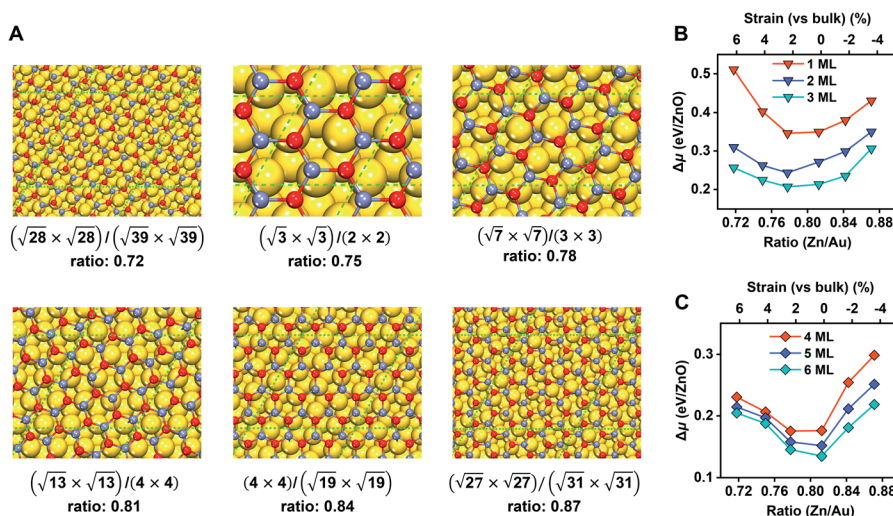 A
(√28 × √28)/(√39 × √39)
ratio: 0.72
(√3 × √3)/(2 × 2)
ratio: 0.75
(√7 × √7)/(3 × 3)
ratio: 0.78
(√13 × √13)/(4 × 4)
ratio: 0.81
(4 × 4)/(√19 × √19)
ratio: 0.84
(√27 × √27)/(√31 × √31)
ratio: 0.87
B
Strain (vs bulk) (%)
6 4 2 0 -2 -4
1 ML
2 ML
3 ML
Δμ (eV/ZnO)
0.5
0.4
0.3
0.2
0.72 0.76 0.80 0.84 0.88
Ratio (Zn/Au)
C
Strain (vs bulk) (%)
6 4 2 0 -2 -4
4 ML
5 ML
6 ML
Δμ (eV/ZnO)
0.3
0.2
0.1
0.72 0.76 0.80 0.84 0.88
Ratio (Zn/Au)